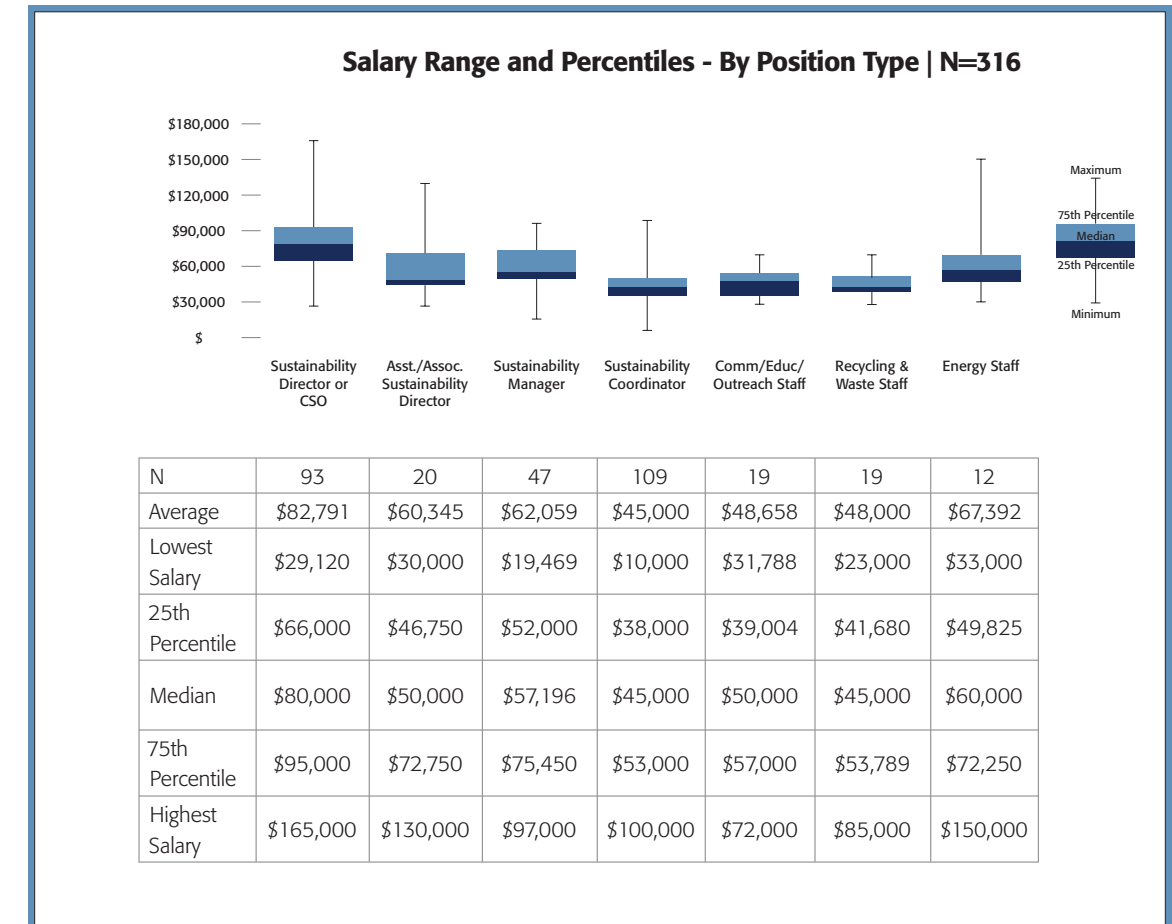 Salary Range and Percentiles - By Position Type | N=316
$180,000
$150,000
$120,000
$90,000
$60,000
$30,000
$
Maximum
75th Percentile
Median
25th Percentile
Minimum
Sustainability
Director or
CSO
Asst./Assoc.
Sustainability
Director
Sustainability
Manager
Sustainability
Coordinator
Comm/Educ/
Outreach Staff
Recycling &
Waste Staff
Energy Staff
N 93 20 47 109 19 19 12
Average $82,791 $60,345 $62,059 $45,000 $48,658 $48,000 $67,392
Lowest
Salary $29,120 $30,000 $19,469 $10,000 $31,788 $23,000 $33,000
25th
Percentile $66,000 $46,750 $52,000 $38,000 $39,004 $41,680 $49,825
Median $80,000 $50,000 $57,196 $45,000 $50,000 $45,000 $60,000
75th
Percentile $95,000 $72,750 $75,450 $53,000 $57,000 $53,789 $72,250
Highest
Salary $165,000 $130,000 $97,000 $100,000 $72,000 $85,000 $150,000